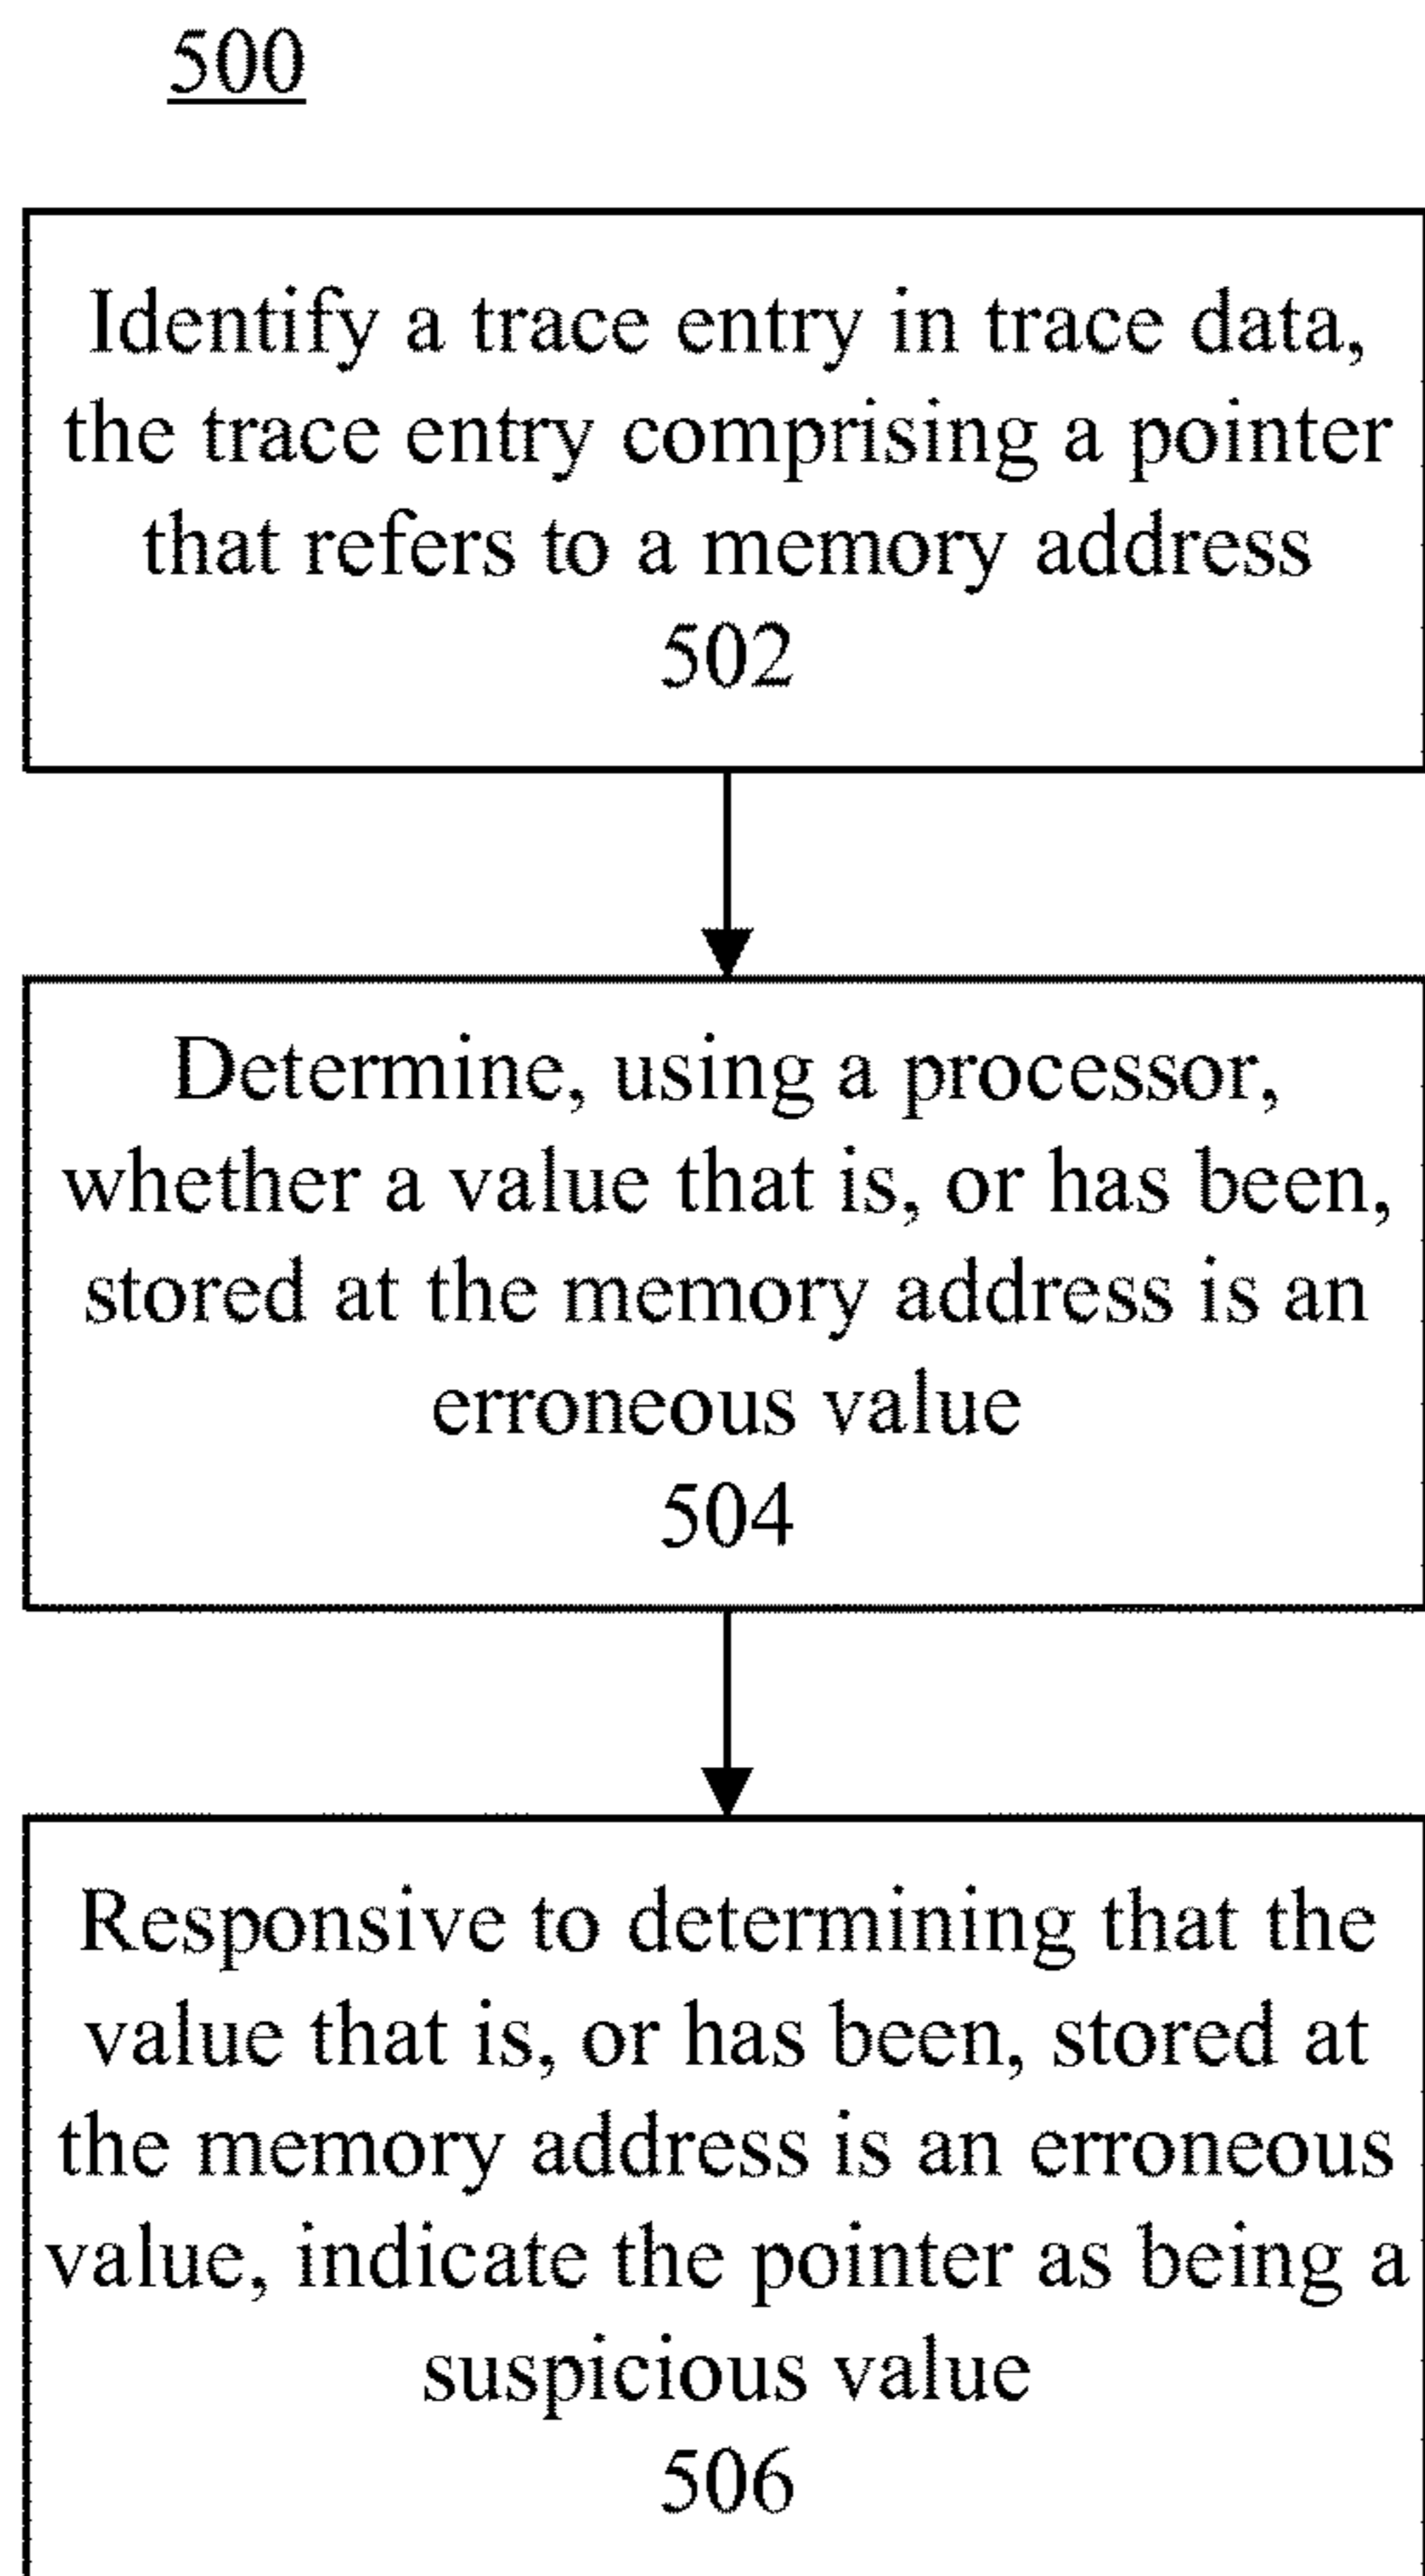 500
Identify a trace entry in trace data,
the trace entry comprising a pointer
that refers to a memory address
502
Determine, using a processor,
whether a value that is, or has been,
stored at the memory address is an
erroneous value
504
Responsive to determining that the
value that is, or has been, stored at
the memory address is an erroneous
value, indicate the pointer as being a
suspicious value
506